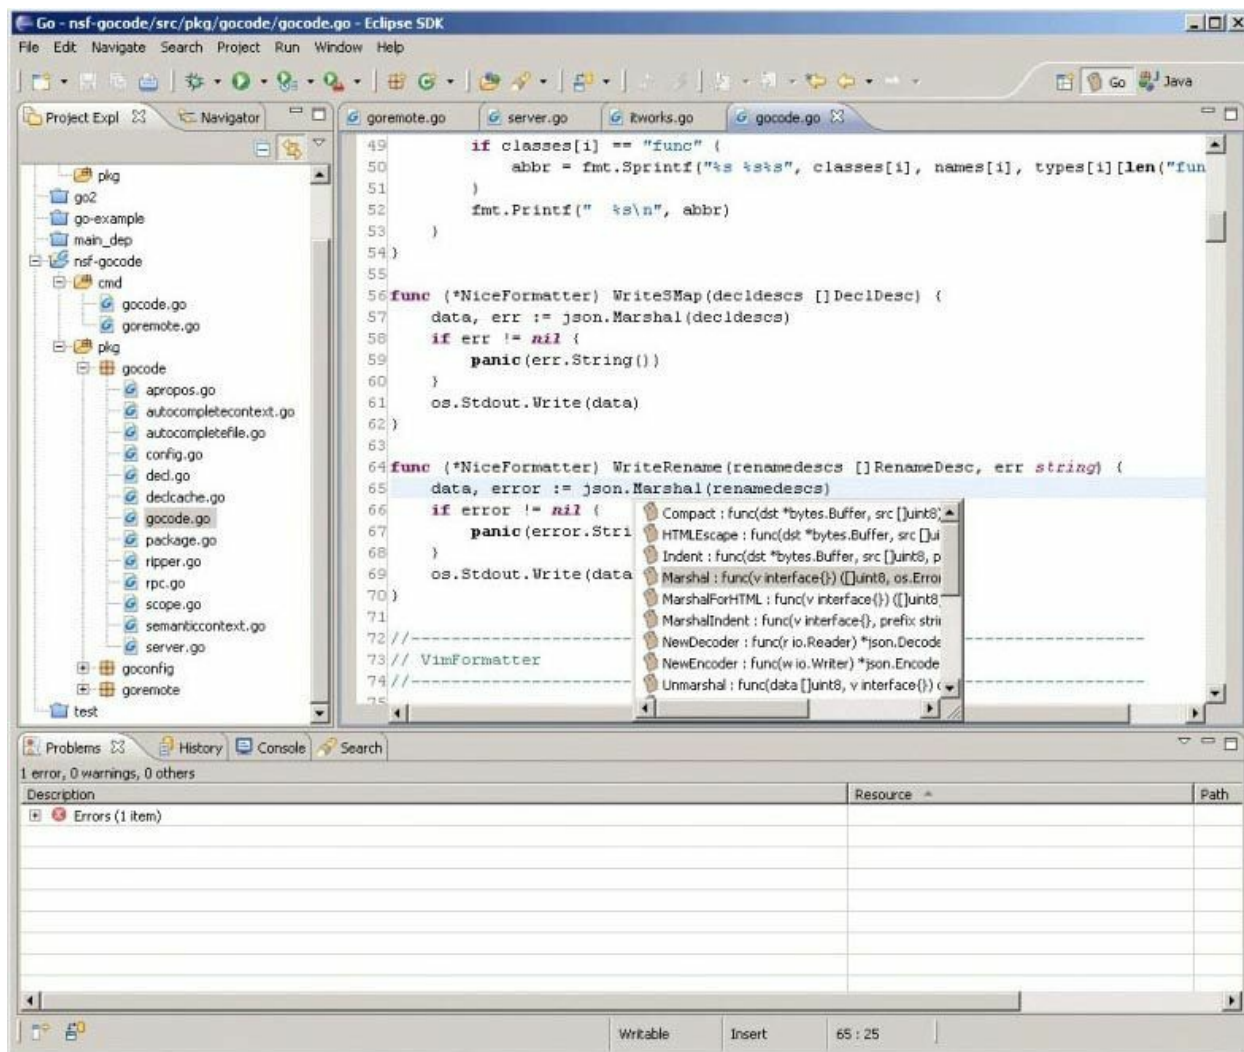 Go - nsf-gocode/src/pkg/gocode/gocode.go - Eclipse SDK
File Edit Navigate Search Project Run Window Help
Go Java
Project Expl Navigator
goremote.go server.go itworks.go gocode.go
pkg
go2
go-example
main_dep
nsf-gocode
cmd
gocode.go
goremote.go
pkg
gocode
apropos.go
autocompletecontext.go
autocompletefile.go
config.go
decl.go
declcache.go
gocode.go
package.go
ripper.go
rpc.go
scope.go
semanticcontext.go
server.go
goconfig
goremote
test
49 if classes[i] == "func" {
50 abbr = fmt.Sprintf("%s %s%s", classes[i], names[i], types[i][len("fun
51 }
52 fmt.Printf("  %s\n", abbr)
53 }
54 }
55
56 func (*NiceFormatter) WriteSMap(decldescs []DeclDesc) {
57 data, err := json.Marshal(decldescs)
58 if err != nil {
59 panic(err.String())
60 }
61 os.Stdout.Write(data)
62 }
63
64 func (*NiceFormatter) WriteRename(renamedescs []RenameDesc, err string) {
65 data, error := json.Marshal(renamedescs)
66 if error != nil {
67 panic(error.Stri
68 }
69 os.Stdout.Write(data
70 }
71
72 //-----------------------------------------------------------------------
73 // VimFormatter
74 //-----------------------------------------------------------------------
75
Compact : func(dst *bytes.Buffer, src []uint8,
HTMLEscape : func(dst *bytes.Buffer, src []ui
Indent : func(dst *bytes.Buffer, src []uint8, p
Marshal : func(v interface{}) ([]uint8, os.Erro
MarshalForHTML : func(v interface{}) ([]uint8,
MarshalIndent : func(v interface{}, prefix stri
NewDecoder : func(r io.Reader) *json.Decode
NewEncoder : func(w io.Writer) *json.Encode
Unmarshal : func(data []uint8, v interface{})
Problems History Console Search
1 error, 0 warnings, 0 others
Description Resource Path
Errors (1 item)
Writable Insert 65 : 25